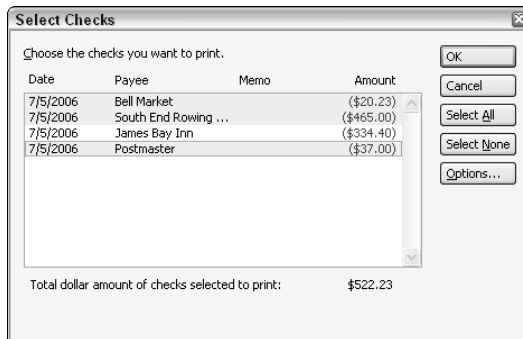 Select Checks
Choose the checks you want to print.
Date Payee Memo Amount
7/5/2006 Bell Market ($20.23)
7/5/2006 South End Rowing ... ($465.00)
7/5/2006 James Bay Inn ($334.40)
7/5/2006 Postmaster ($37.00)
Total dollar amount of checks selected to print: $522.23
OK
Cancel
Select All
Select None
Options...